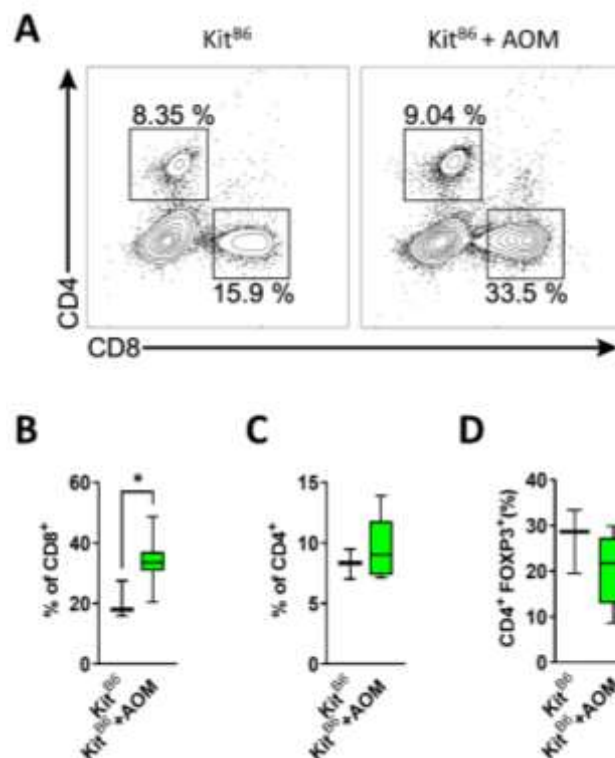 A
Kit^B6
Kit^B6 + AOM
8.35 %
9.04 %
15.9 %
33.5 %
CD4
CD8
B
C
D
*
% of CD8+
60
40
20
0
Kit^B6
Kit^B6+AOM
% of CD4+
15
10
5
0
Kit^B6
Kit^B6+AOM
CD4+ FOXP3+(%)
40
30
20
10
0
Kit^B6
Kit^B6+AOM